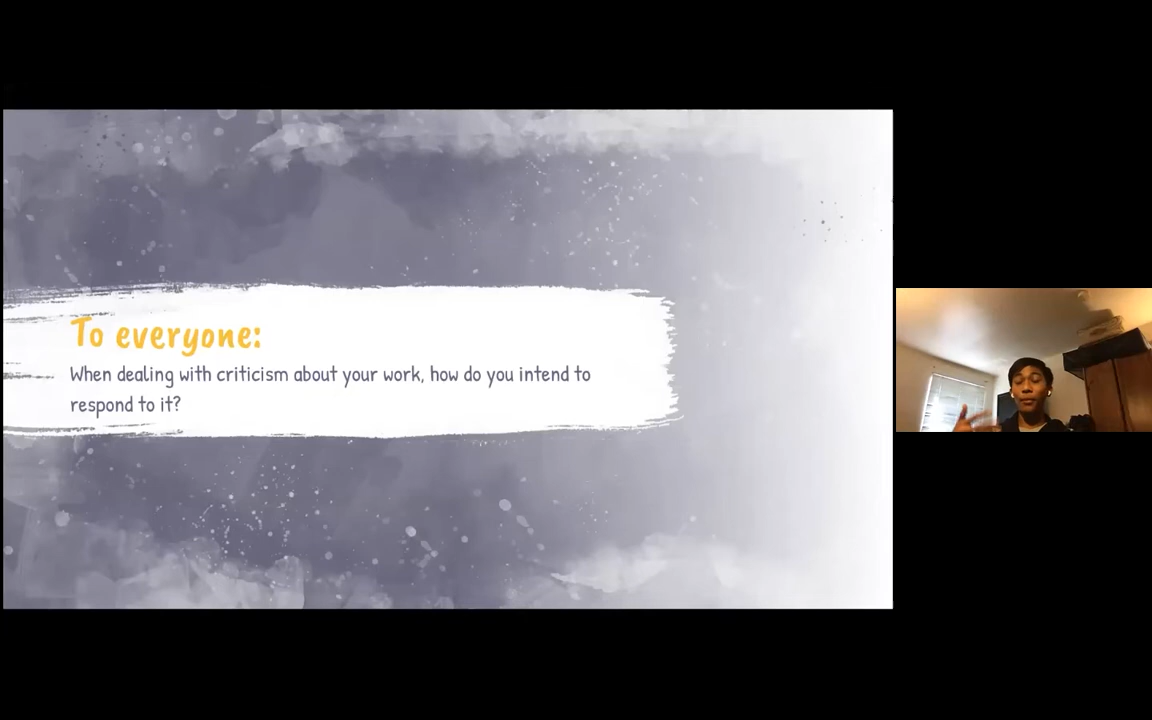 To everyone:
When dealing with criticism about your work, how do you intend to
respond to it?